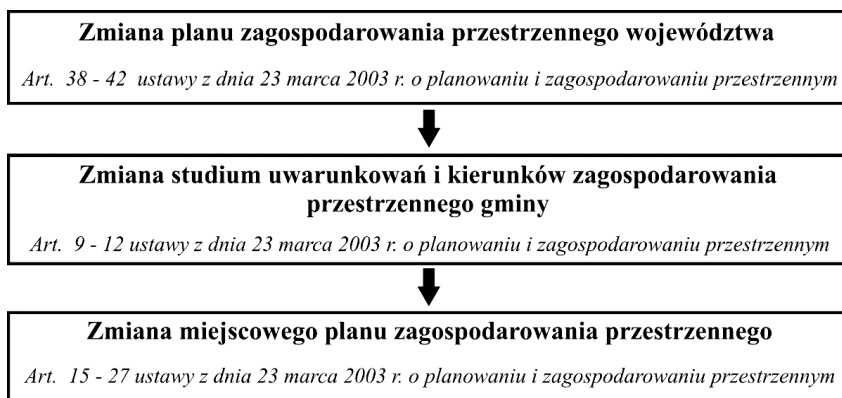 Zmiana planu zagospodarowania przestrzennego województwa
Art. 38 - 42 ustawy z dnia 23 marca 2003 r. o planowaniu i zagospodarowaniu przestrzennym
Zmiana studium uwarunkowań i kierunków zagospodarowania
przestrzennego gminy
Art. 9 - 12 ustawy z dnia 23 marca 2003 r. o planowaniu i zagospodarowaniu przestrzennym
Zmiana miejscowego planu zagospodarowania przestrzennego
Art. 15 - 27 ustawy z dnia 23 marca 2003 r. o planowaniu i zagospodarowaniu przestrzennym